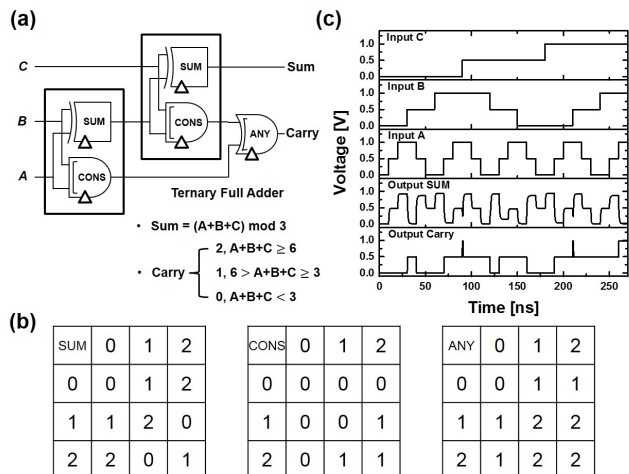 (a)
C
SUM
Sum
B
SUM
CONS
ANY
Carry
A
CONS
Ternary Full Adder
• Sum = (A+B+C) mod 3
2, A+B+C ≥ 6
• Carry
1, 6 > A+B+C ≥ 3
0, A+B+C < 3
(c)
Voltage [V]
Input C
1.0
0.5
0.0
Input B
1.0
0.5
0.0
Input A
1.0
0.5
0.0
Output SUM
1.0
0.5
0.0
Output Carry
1.0
0.5
0.0
0 50 100 150 200 250
Time [ns]
(b)
SUM 0 1 2
0 0 1 2
1 1 2 0
2 2 0 1
CONS 0 1 2
0 0 0 0
1 0 0 1
2 0 1 1
ANY 0 1 2
0 0 1 1
1 1 2 2
2 1 2 2